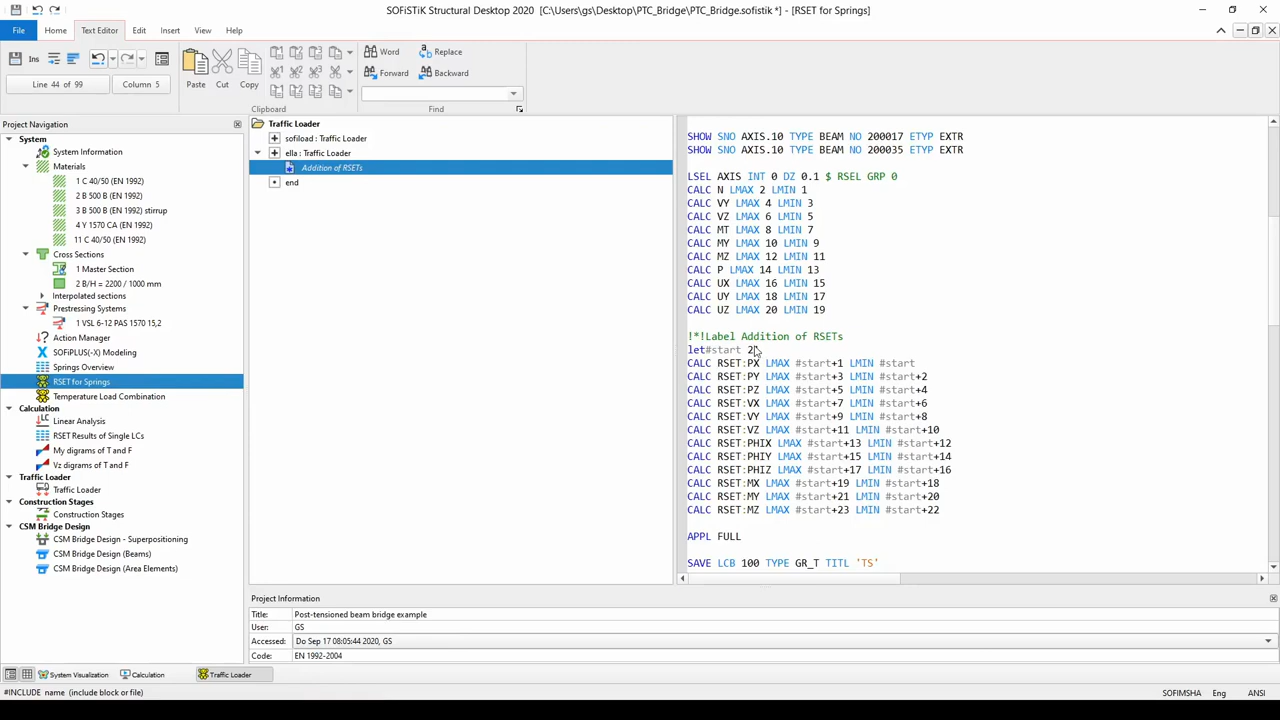 SOFiSTiK Structural Desktop 2020 [C:\Users\gs\Desktop\PTC_Bridge\PTC_Bridge.sofistik *] - [RSET for Springs]
File Home Text Editor Edit Insert View Help
Ins
Line 44 of 99 Column 5
Paste Cut Copy
Clipboard
Word Replace
Forward Backward
Find
Project Navigation
System
System Information
Materials
1 C 40/50 (EN 1992)
2 B 500 B (EN 1992)
3 B 500 B (EN 1992) stirrup
4 Y 1570 CA (EN 1992)
11 C 40/50 (EN 1992)
Cross Sections
1 Master Section
2 B/H = 2200 / 1000 mm
Interpolated sections
Prestressing Systems
1 VSL 6-12 PAS 1570 15,2
Action Manager
SOFiPLUS(-X) Modeling
Springs Overview
RSET for Springs
Temperature Load Combination
Calculation
Linear Analysis
RSET Results of Single LCs
My digrams of T and F
Vz digrams of T and F
Traffic Loader
Traffic Loader
Construction Stages
Construction Stages
CSM Bridge Design
CSM Bridge Design - Superpositioning
CSM Bridge Design (Beams)
CSM Bridge Design (Area Elements)
Traffic Loader
sofiload : Traffic Loader
ella : Traffic Loader
Addition of RSETs
end
SHOW SNO AXIS.10 TYPE BEAM NO 200017 ETYP EXTR
SHOW SNO AXIS.10 TYPE BEAM NO 200035 ETYP EXTR
LSEL AXIS INT 0 DZ 0.1 $ RSEL GRP 0
CALC N LMAX 2 LMIN 1
CALC VY LMAX 4 LMIN 3
CALC VZ LMAX 6 LMIN 5
CALC MT LMAX 8 LMIN 7
CALC MY LMAX 10 LMIN 9
CALC MZ LMAX 12 LMIN 11
CALC P LMAX 14 LMIN 13
CALC UX LMAX 16 LMIN 15
CALC UY LMAX 18 LMIN 17
CALC UZ LMAX 20 LMIN 19
!*!Label Addition of RSETs
let#start 2
CALC RSET:PX LMAX #start+1 LMIN #start
CALC RSET:PY LMAX #start+3 LMIN #start+2
CALC RSET:PZ LMAX #start+5 LMIN #start+4
CALC RSET:VX LMAX #start+7 LMIN #start+6
CALC RSET:VY LMAX #start+9 LMIN #start+8
CALC RSET:VZ LMAX #start+11 LMIN #start+10
CALC RSET:PHIX LMAX #start+13 LMIN #start+12
CALC RSET:PHIY LMAX #start+15 LMIN #start+14
CALC RSET:PHIZ LMAX #start+17 LMIN #start+16
CALC RSET:MX LMAX #start+19 LMIN #start+18
CALC RSET:MY LMAX #start+21 LMIN #start+20
CALC RSET:MZ LMAX #start+23 LMIN #start+22
APPL FULL
SAVE LCB 100 TYPE GR_T TITL 'TS'
Project Information
Title: Post-tensioned beam bridge example
User: GS
Accessed: Do Sep 17 08:05:44 2020, GS
Code: EN 1992-2004
System Visualization Calculation Traffic Loader
#INCLUDE name (include block or file) SOFIMSHA Eng ANSI